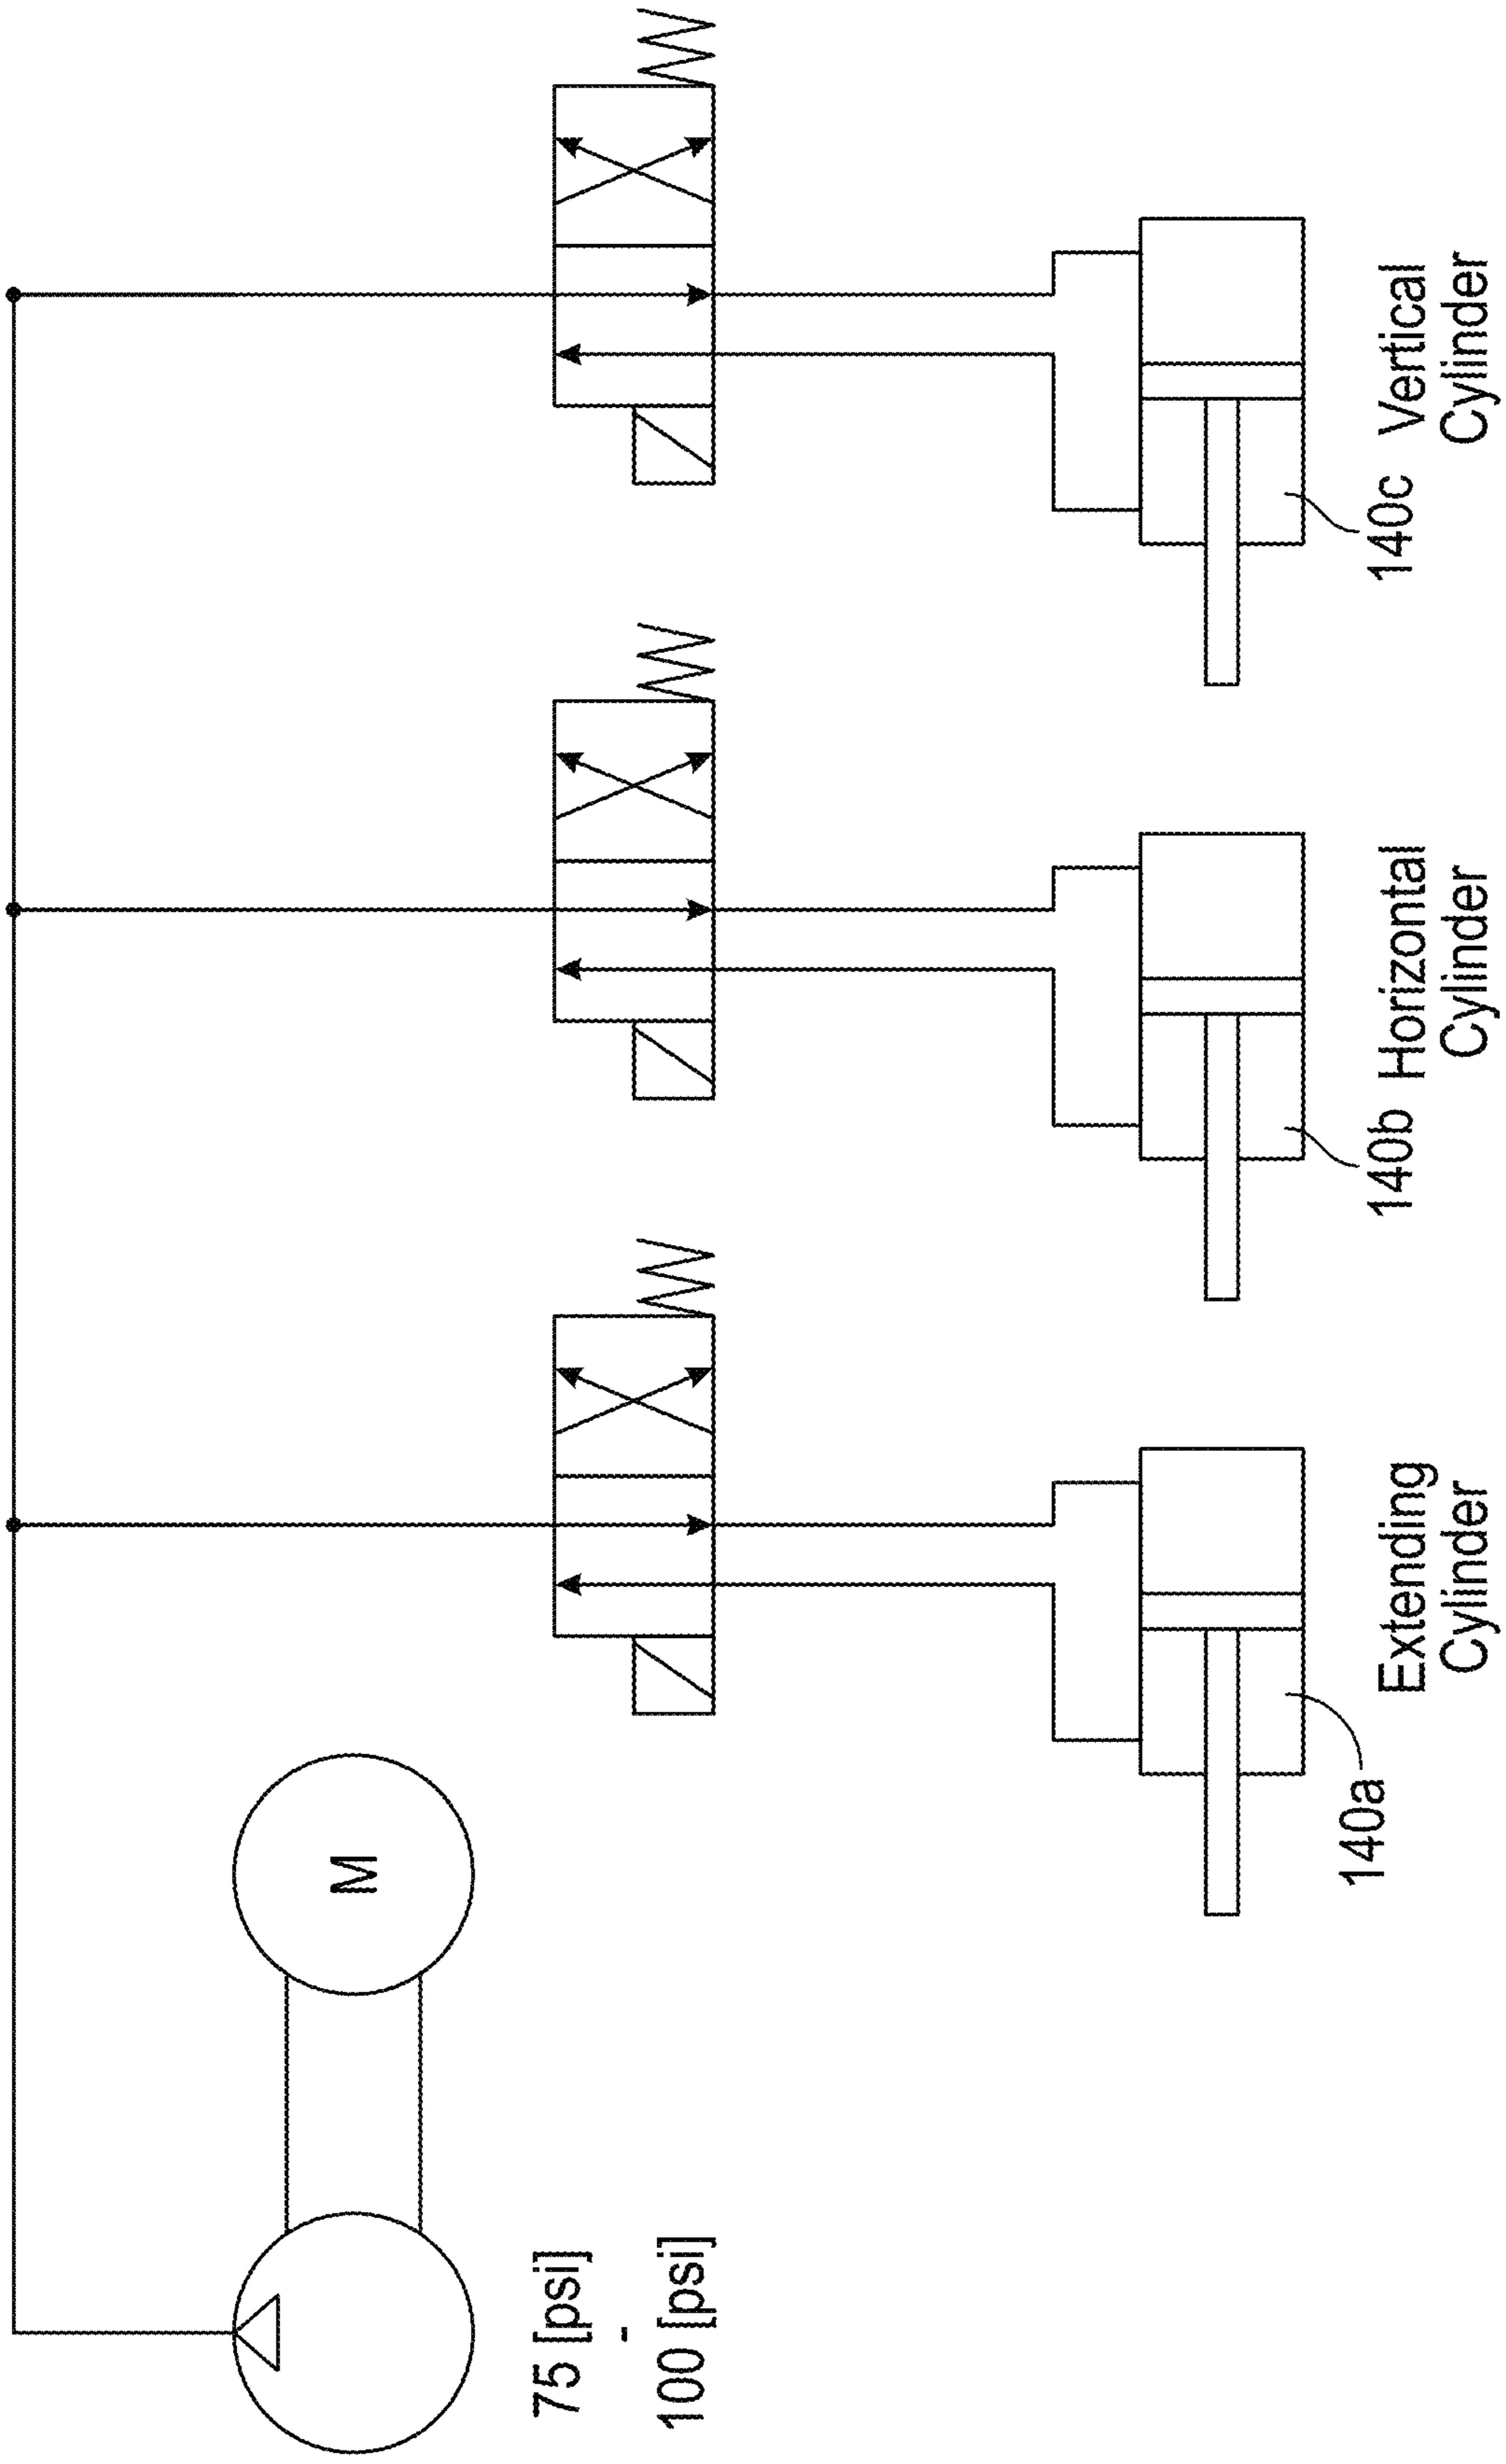 M
75 [psi]
-
100 [psi]
140a
Extending
Cylinder
140b
Horizontal
Cylinder
140c
Vertical
Cylinder